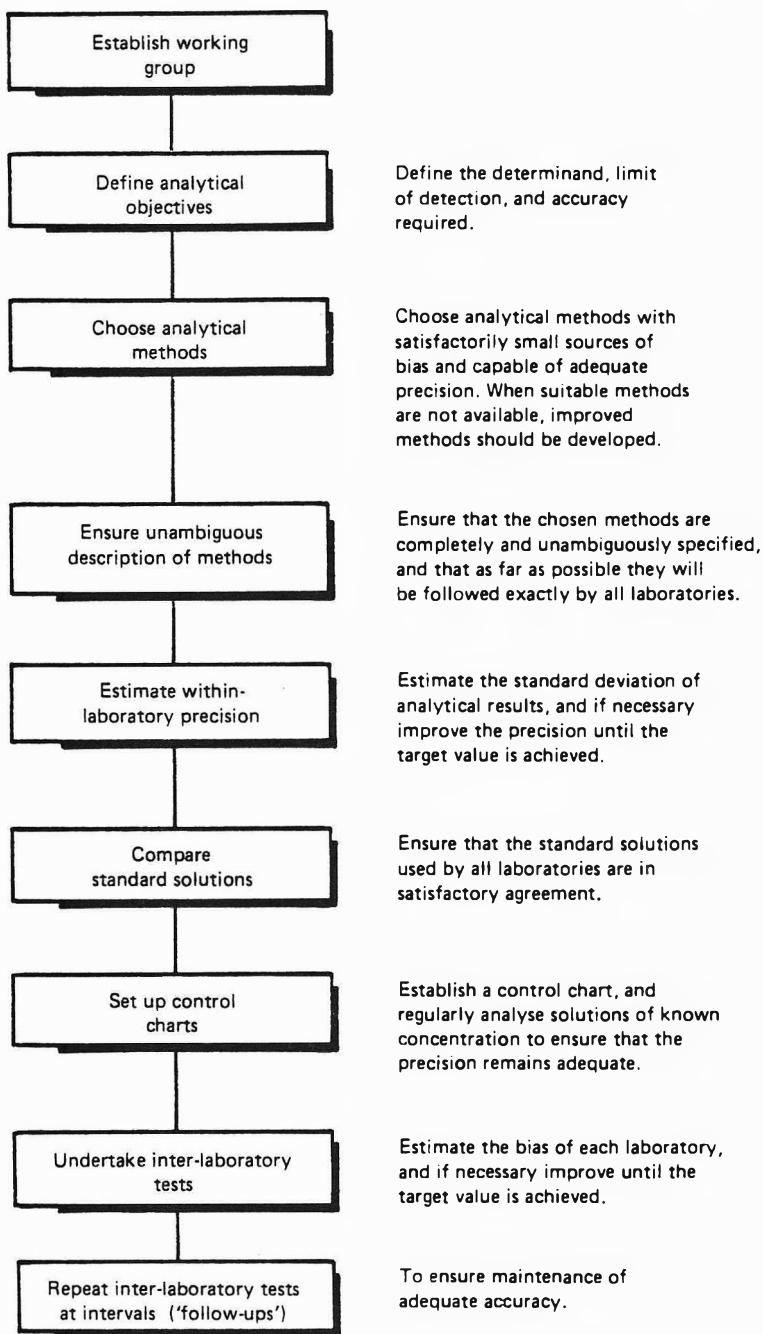 Establish working
group
Define analytical
objectives
Define the determinand, limit
of detection, and accuracy
required.
Choose analytical
methods
Choose analytical methods with
satisfactorily small sources of
bias and capable of adequate
precision. When suitable methods
are not available, improved
methods should be developed.
Ensure unambiguous
description of methods
Ensure that the chosen methods are
completely and unambiguously specified,
and that as far as possible they will
be followed exactly by all laboratories.
Estimate within-
laboratory precision
Estimate the standard deviation of
analytical results, and if necessary
improve the precision until the
target value is achieved.
Compare
standard solutions
Ensure that the standard solutions
used by all laboratories are in
satisfactory agreement.
Set up control
charts
Establish a control chart, and
regularly analyse solutions of known
concentration to ensure that the
precision remains adequate.
Undertake inter-laboratory
tests
Estimate the bias of each laboratory,
and if necessary improve until the
target value is achieved.
Repeat inter-laboratory tests
at intervals ('follow-ups')
To ensure maintenance of
adequate accuracy.